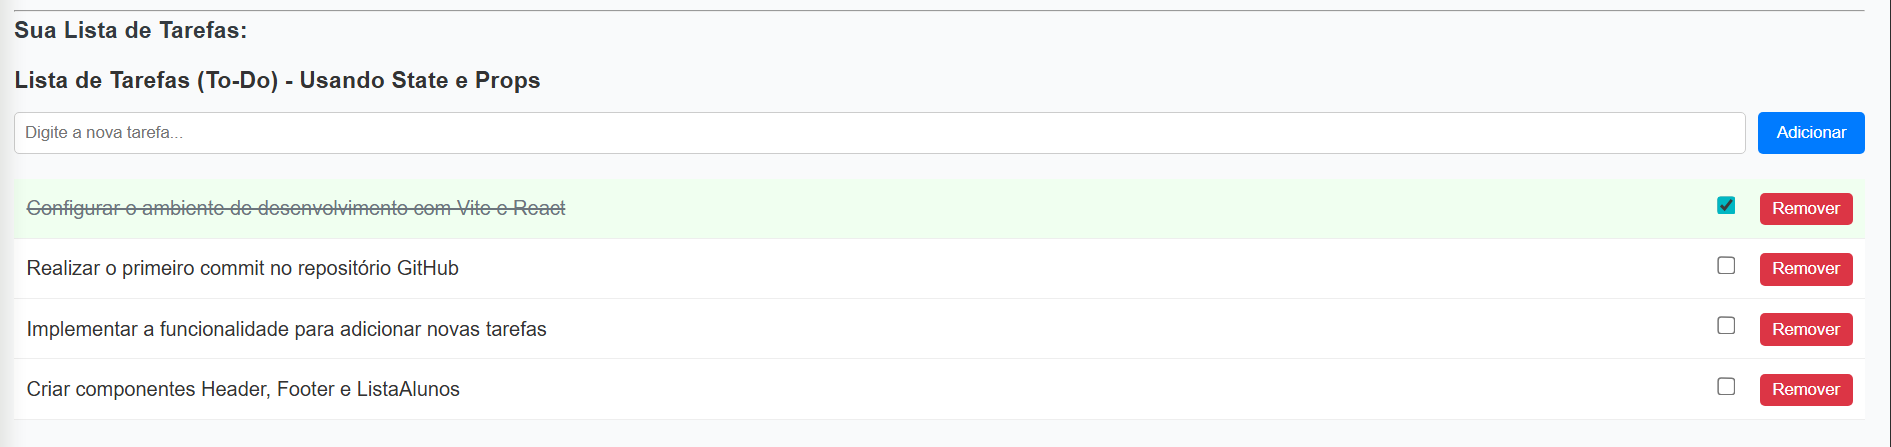 Sua Lista de Tarefas:
Lista de Tarefas (To-Do) - Usando State e Props
Digite a nova tarefa...
Adicionar
Configurar o ambiente de desenvolvimento com Vite e React
Remover
Realizar o primeiro commit no repositório GitHub
Remover
Implementar a funcionalidade para adicionar novas tarefas
Remover
Criar componentes Header, Footer e ListaAlunos
Remover